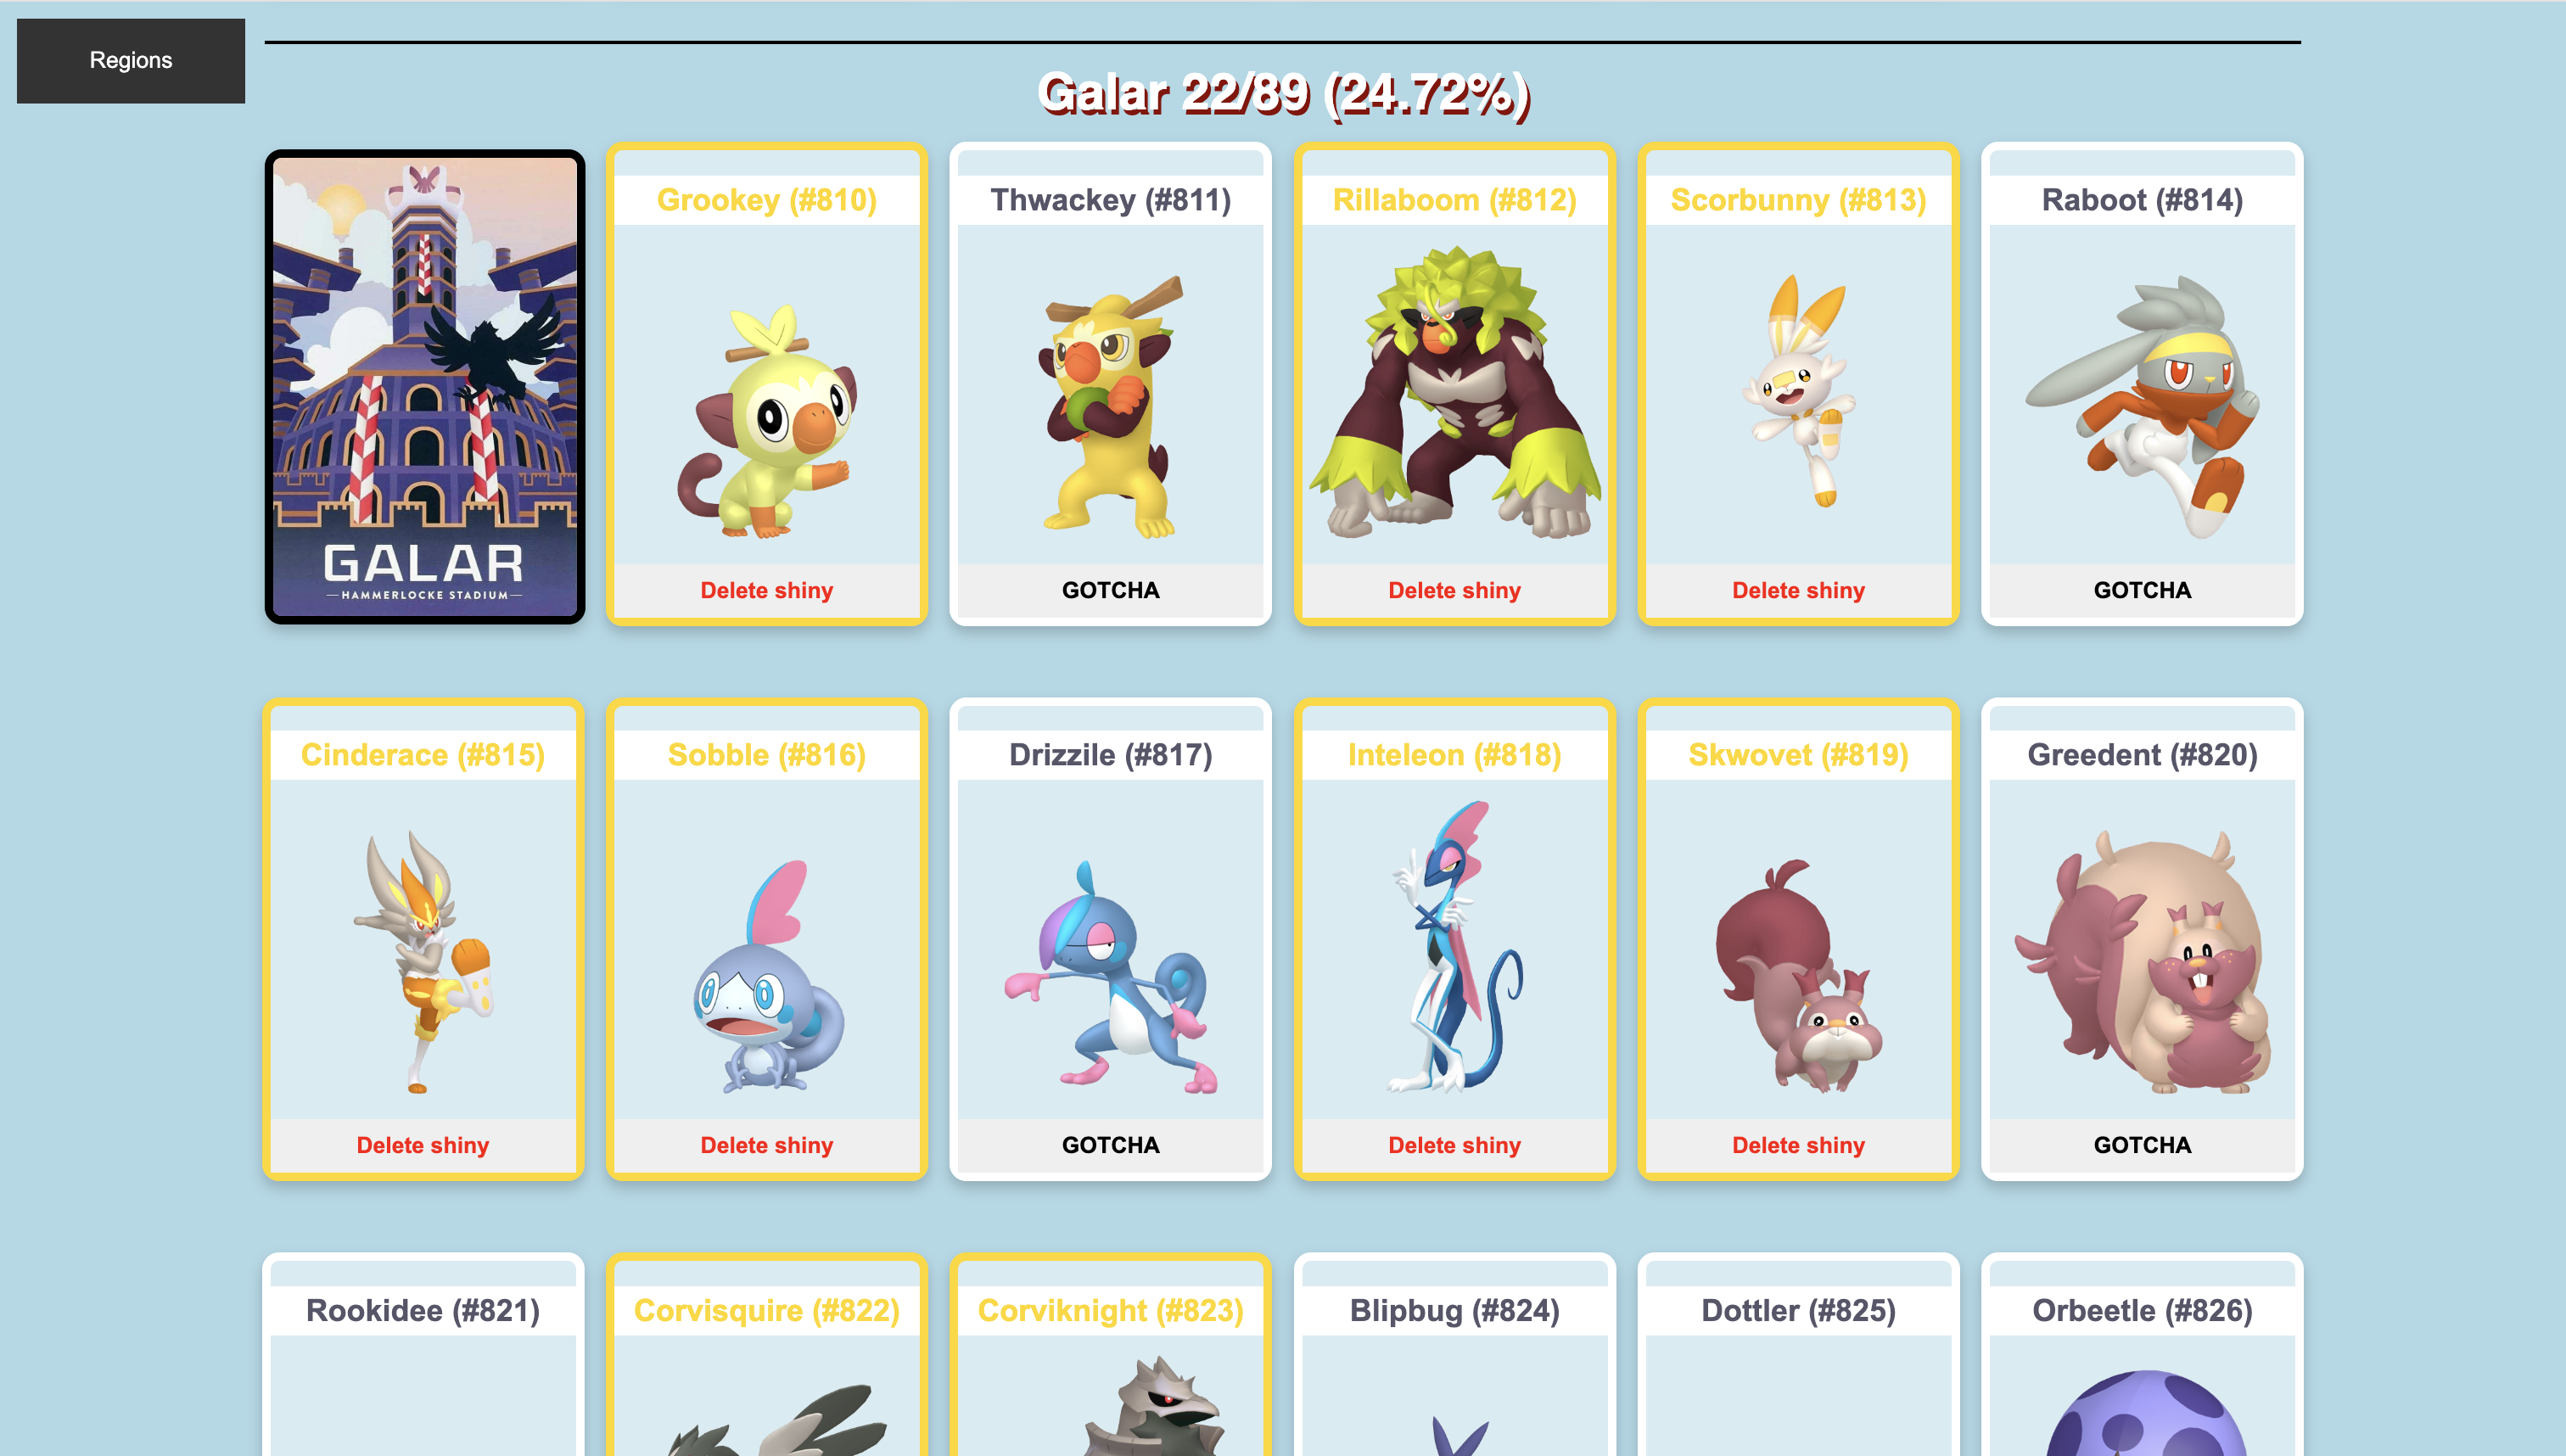 Regions
Galar 22/89 (24.72%)
GALAR
HAMMERLOCKE STADIUM
Grookey (#810)
Delete shiny
Thwackey (#811)
GOTCHA
Rillaboom (#812)
Delete shiny
Scorbunny (#813)
Delete shiny
Raboot (#814)
GOTCHA
Cinderace (#815)
Delete shiny
Sobble (#816)
Delete shiny
Drizzile (#817)
GOTCHA
Inteleon (#818)
Delete shiny
Skwovet (#819)
Delete shiny
Greedent (#820)
GOTCHA
Rookidee (#821)
Corvisquire (#822)
Corviknight (#823)
Blipbug (#824)
Dottler (#825)
Orbeetle (#826)